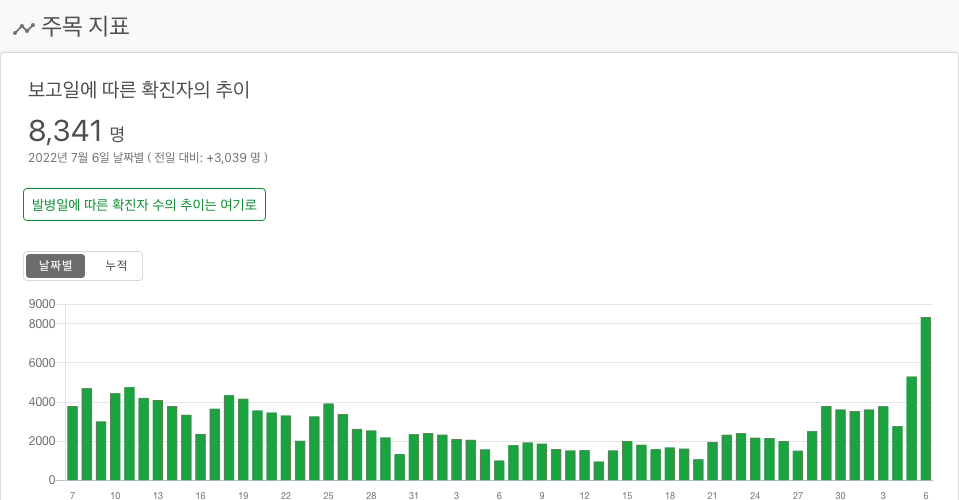 주목 지표
보고일에 따른 확진자의 추이
8,341 명
2022년 7월 6일 날짜별 ( 전일 대비: +3,039 명 )
발병일에 따른 확진자 수의 추이는 여기로
날짜별 누적
9000
8000
6000
4000
2000
0
7 10 13 16 19 22 25 28 31 3 6 9 12 15 18 21 24 27 30 3 6